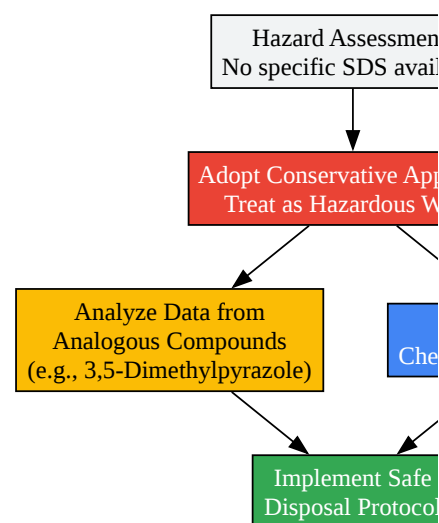 Hazard Assessmen
No specific SDS avail
Adopt Conservative App
Treat as Hazardous W
Analyze Data from
Analogous Compounds
(e.g., 3,5-Dimethylpyrazole)
Che
Implement Safe
Disposal Protocol